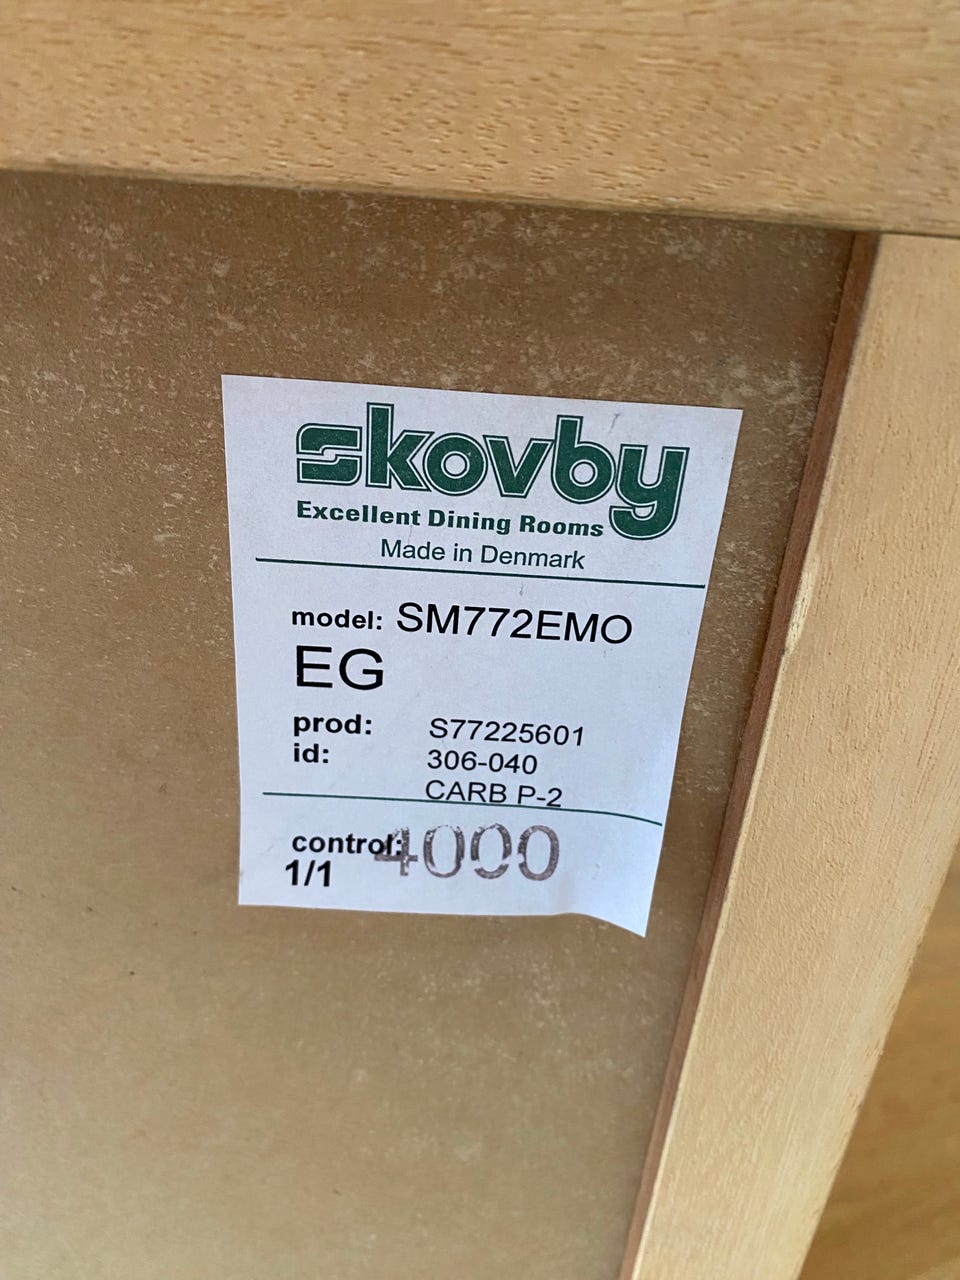 skovby
Excellent Dining Rooms
Made in Denmark
model: SM772EMO
EG
prod: S77225601
id: 306-040
CARB P-2
control: 4000
1/1